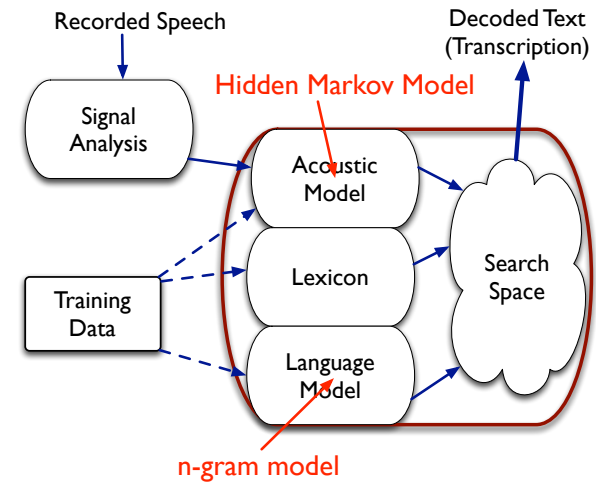 Recorded Speech
Decoded Text
(Transcription)
Hidden Markov Model
Signal
Analysis
Acoustic
Model
Lexicon
Search
Space
Training
Data
Language
Model
n-gram model